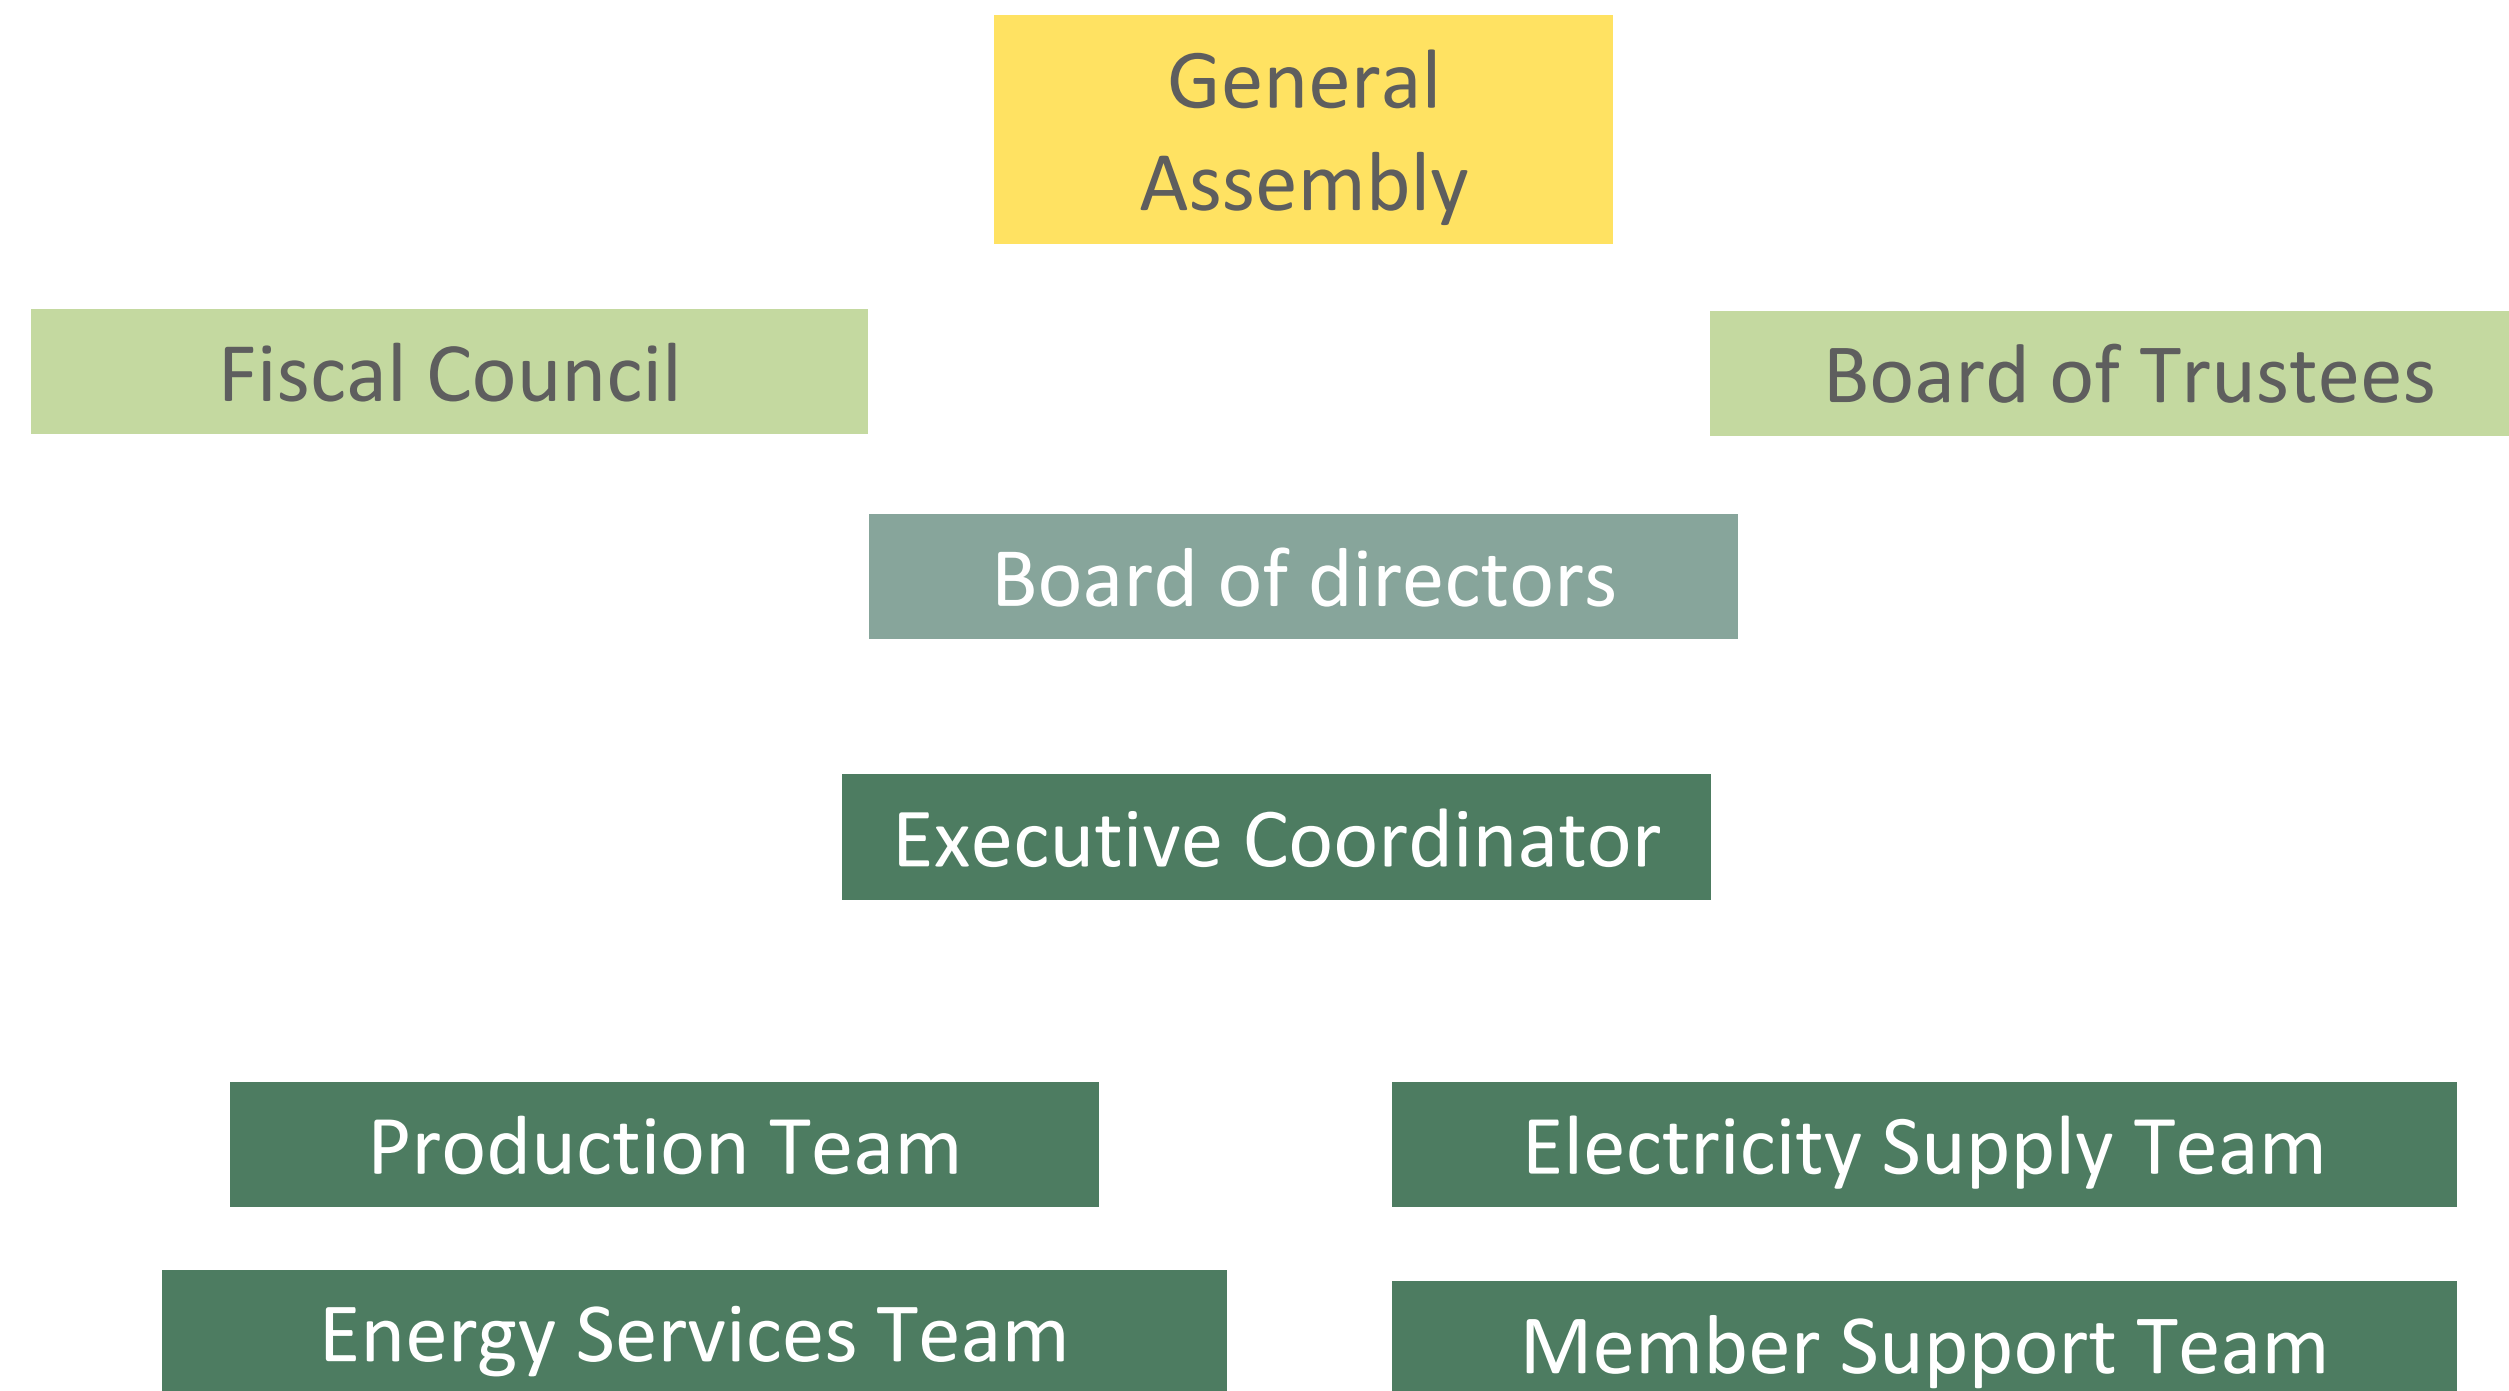 General
Assembly
Fiscal Council
Board of Trustees
Board of directors
Executive Coordinator
Production Team
Electricity Supply Team
Energy Services Team
Member Support Team